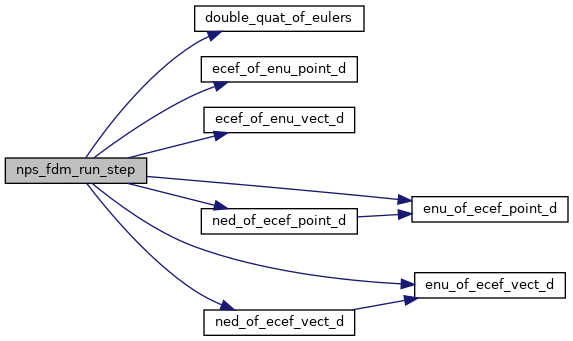 double_quat_of_eulers
ecef_of_enu_point_d
ecef_of_enu_vect_d
nps_fdm_run_step
ned_of_ecef_point_d
enu_of_ecef_point_d
enu_of_ecef_vect_d
ned_of_ecef_vect_d